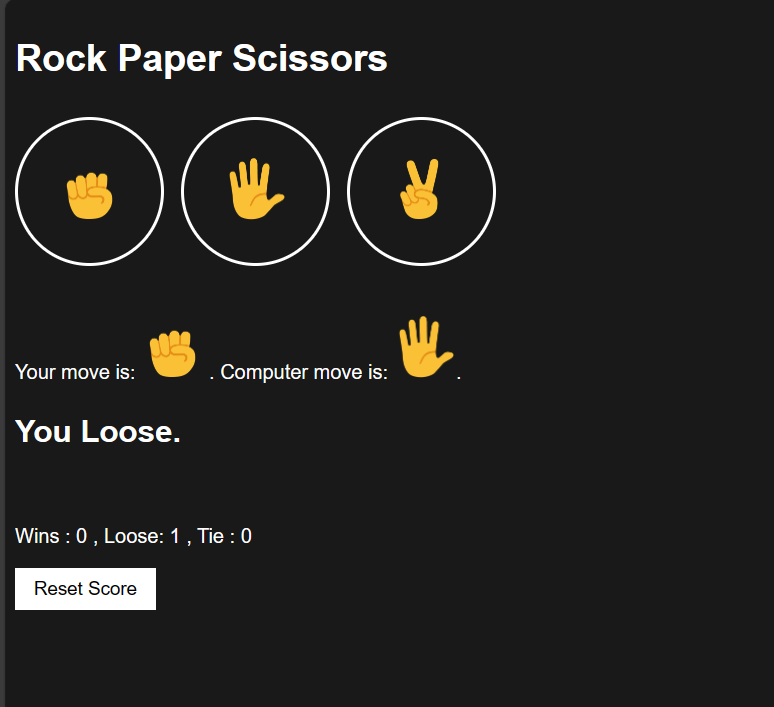 Rock Paper Scissors
Your move is: . Computer move is: .
You Loose.
Wins : 0 , Loose: 1 , Tie : 0
Reset Score